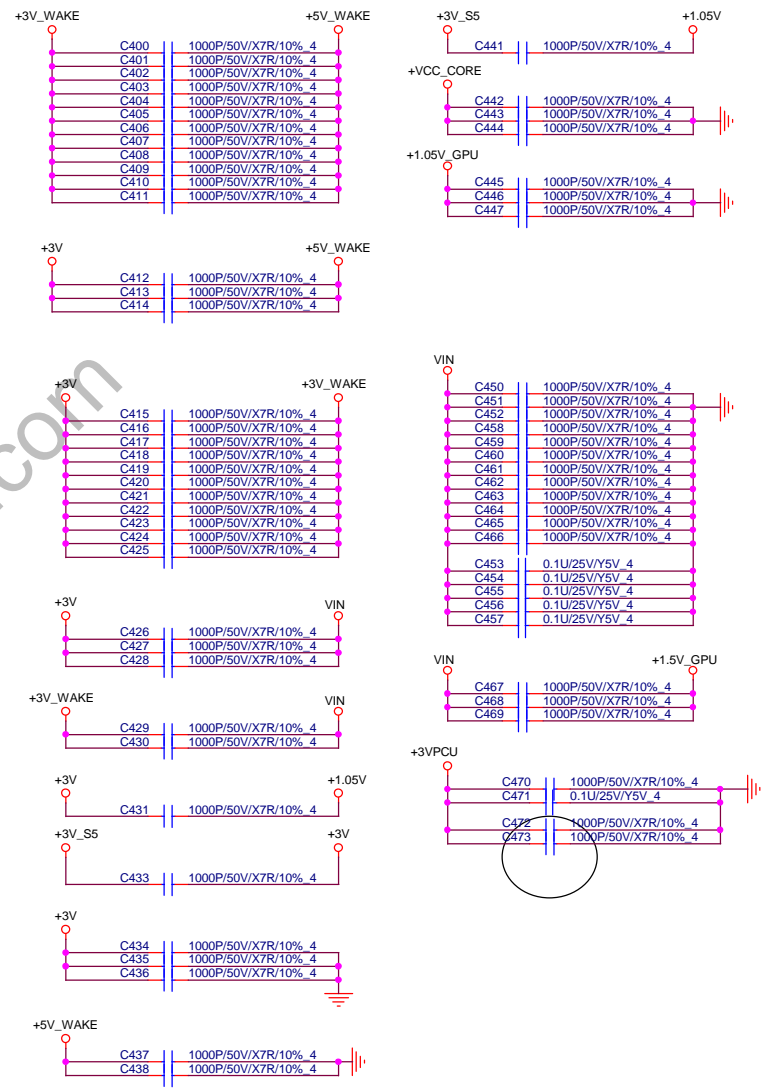 +3V_WAKE +5V_WAKE
C400 1000P/50V/X7R/10%_4
C401 1000P/50V/X7R/10%_4
C402 1000P/50V/X7R/10%_4
C403 1000P/50V/X7R/10%_4
C404 1000P/50V/X7R/10%_4
C405 1000P/50V/X7R/10%_4
C406 1000P/50V/X7R/10%_4
C407 1000P/50V/X7R/10%_4
C408 1000P/50V/X7R/10%_4
C409 1000P/50V/X7R/10%_4
C410 1000P/50V/X7R/10%_4
C411 1000P/50V/X7R/10%_4
+3V +5V_WAKE
C412 1000P/50V/X7R/10%_4
C413 1000P/50V/X7R/10%_4
C414 1000P/50V/X7R/10%_4
+3V +3V_WAKE
C415 1000P/50V/X7R/10%_4
C416 1000P/50V/X7R/10%_4
C417 1000P/50V/X7R/10%_4
C418 1000P/50V/X7R/10%_4
C419 1000P/50V/X7R/10%_4
C420 1000P/50V/X7R/10%_4
C421 1000P/50V/X7R/10%_4
C422 1000P/50V/X7R/10%_4
C423 1000P/50V/X7R/10%_4
C424 1000P/50V/X7R/10%_4
C425 1000P/50V/X7R/10%_4
+3V VIN
C426 1000P/50V/X7R/10%_4
C427 1000P/50V/X7R/10%_4
C428 1000P/50V/X7R/10%_4
+3V_WAKE VIN
C429 1000P/50V/X7R/10%_4
C430 1000P/50V/X7R/10%_4
+3V +1.05V
C431 1000P/50V/X7R/10%_4
+3V_S5 +3V
C433 1000P/50V/X7R/10%_4
+3V
C434 1000P/50V/X7R/10%_4
C435 1000P/50V/X7R/10%_4
C436 1000P/50V/X7R/10%_4
+5V_WAKE
C437 1000P/50V/X7R/10%_4
C438 1000P/50V/X7R/10%_4
+3V_S5 +1.05V
C441 1000P/50V/X7R/10%_4
+VCC_CORE
C442 1000P/50V/X7R/10%_4
C443 1000P/50V/X7R/10%_4
C444 1000P/50V/X7R/10%_4
+1.05V_GPU
C445 1000P/50V/X7R/10%_4
C446 1000P/50V/X7R/10%_4
C447 1000P/50V/X7R/10%_4
VIN
C450 1000P/50V/X7R/10%_4
C451 1000P/50V/X7R/10%_4
C452 1000P/50V/X7R/10%_4
C458 1000P/50V/X7R/10%_4
C459 1000P/50V/X7R/10%_4
C460 1000P/50V/X7R/10%_4
C461 1000P/50V/X7R/10%_4
C462 1000P/50V/X7R/10%_4
C463 1000P/50V/X7R/10%_4
C464 1000P/50V/X7R/10%_4
C465 1000P/50V/X7R/10%_4
C466 1000P/50V/X7R/10%_4
C453 0.1U/25V/Y5V_4
C454 0.1U/25V/Y5V_4
C455 0.1U/25V/Y5V_4
C456 0.1U/25V/Y5V_4
C457 0.1U/25V/Y5V_4
VIN +1.5V_GPU
C467 1000P/50V/X7R/10%_4
C468 1000P/50V/X7R/10%_4
C469 1000P/50V/X7R/10%_4
+3VPCU
C470 1000P/50V/X7R/10%_4
C471 0.1U/25V/Y5V_4
C472 1000P/50V/X7R/10%_4
C473 1000P/50V/X7R/10%_4
.com